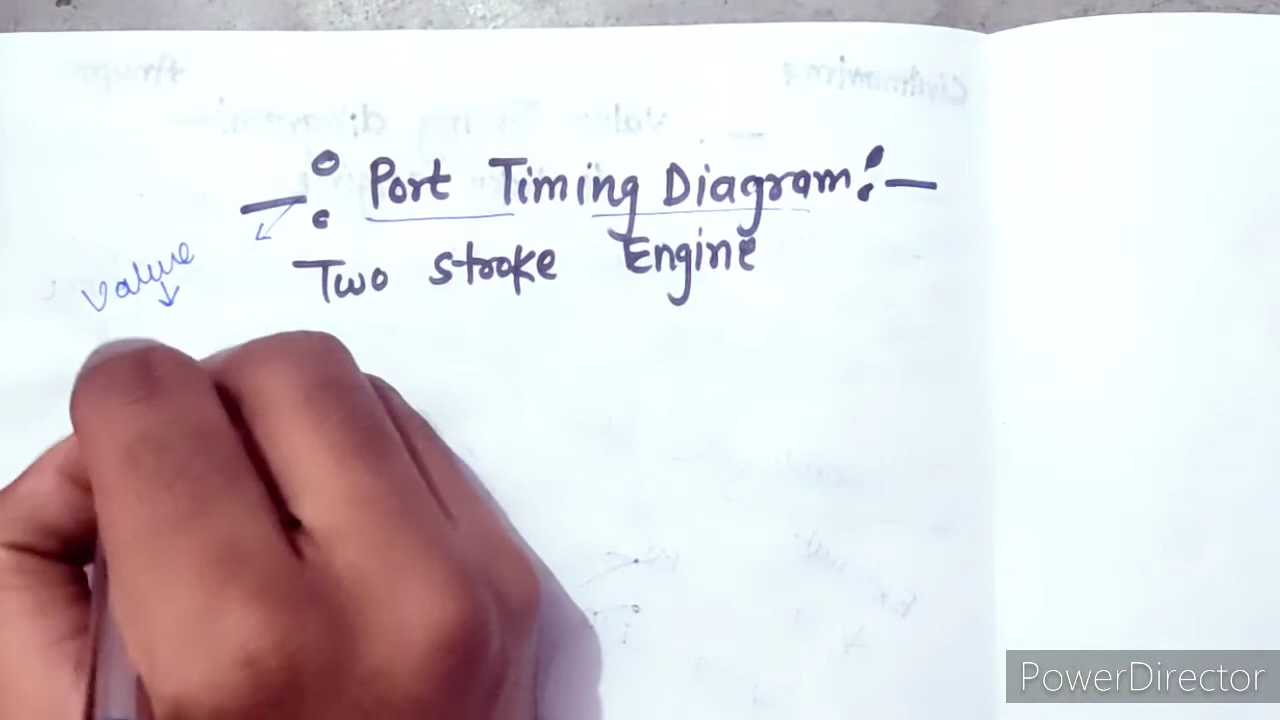 -: Port Timing Diagram:-
Two stroke Engine
value
PowerDirector